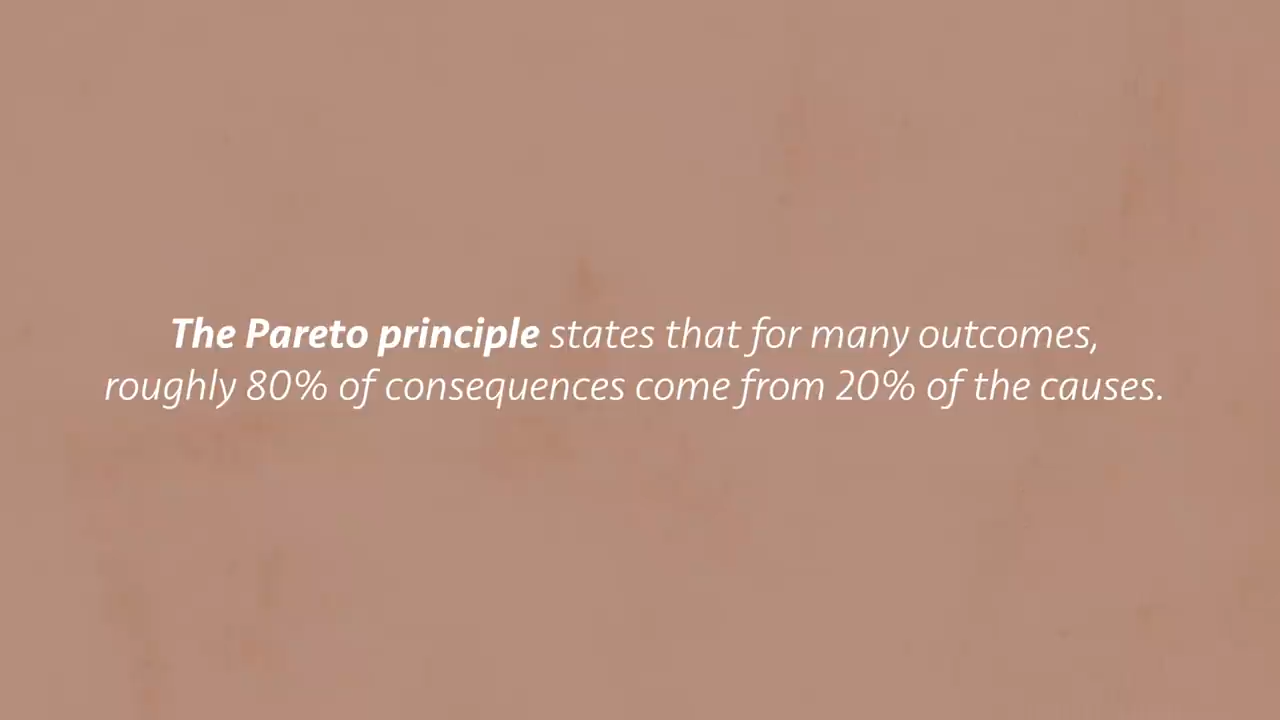 The Pareto principle states that for many outcomes,
roughly 80% of consequences come from 20% of the causes.